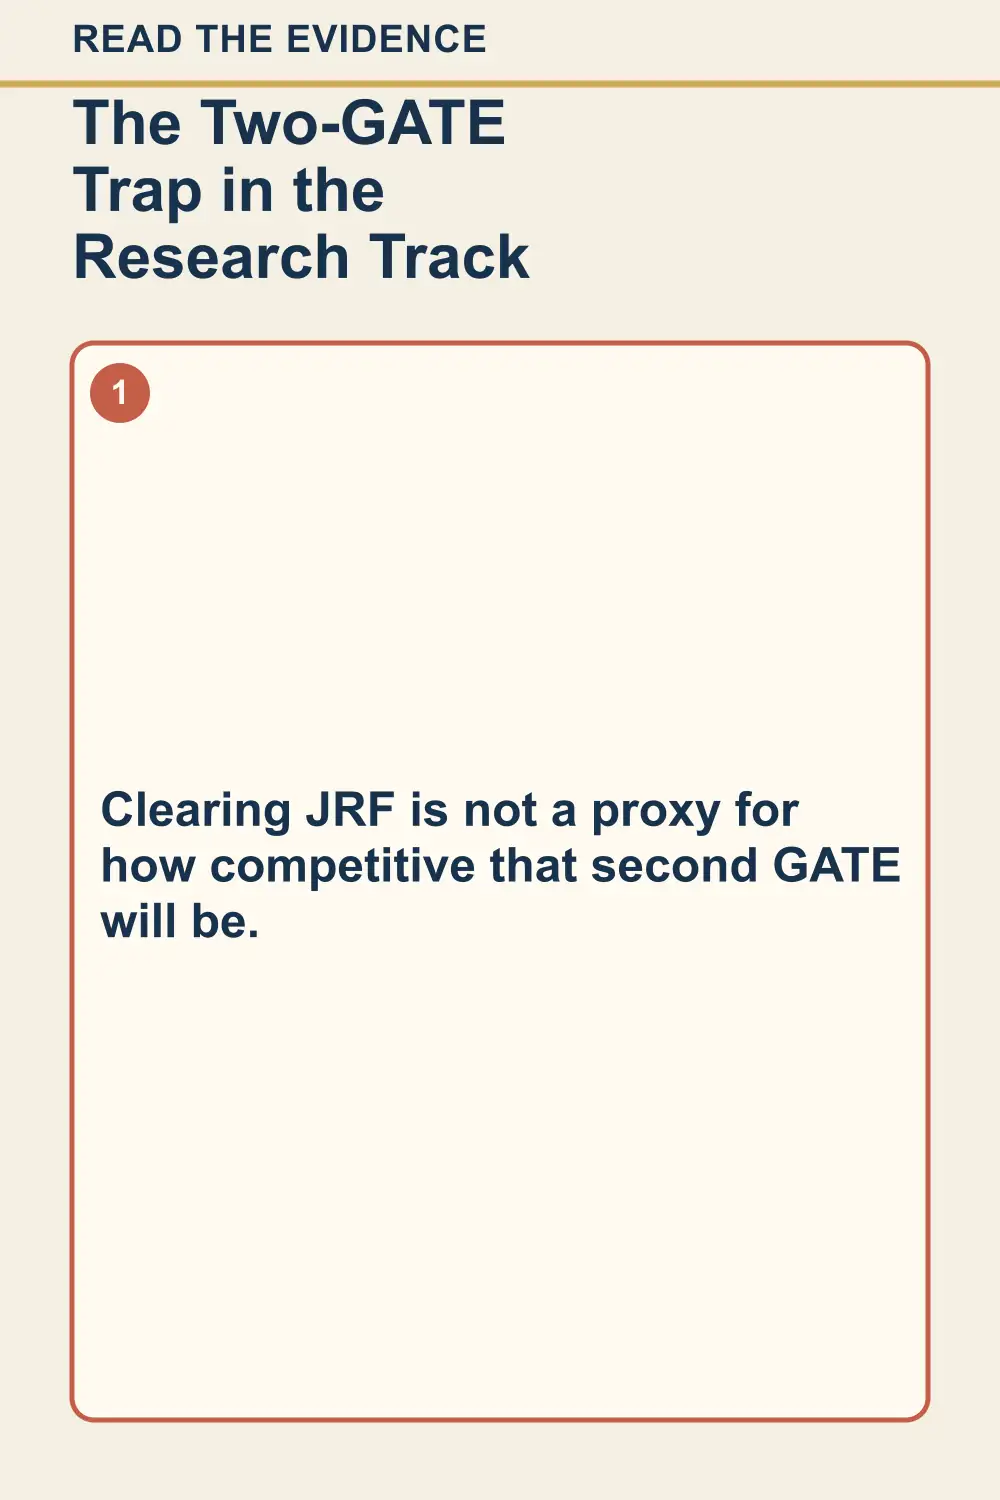 READ THE EVIDENCE
The Two-GATE
Trap in the
Research Track
1
Clearing JRF is not a proxy for
how competitive that second GATE
will be.